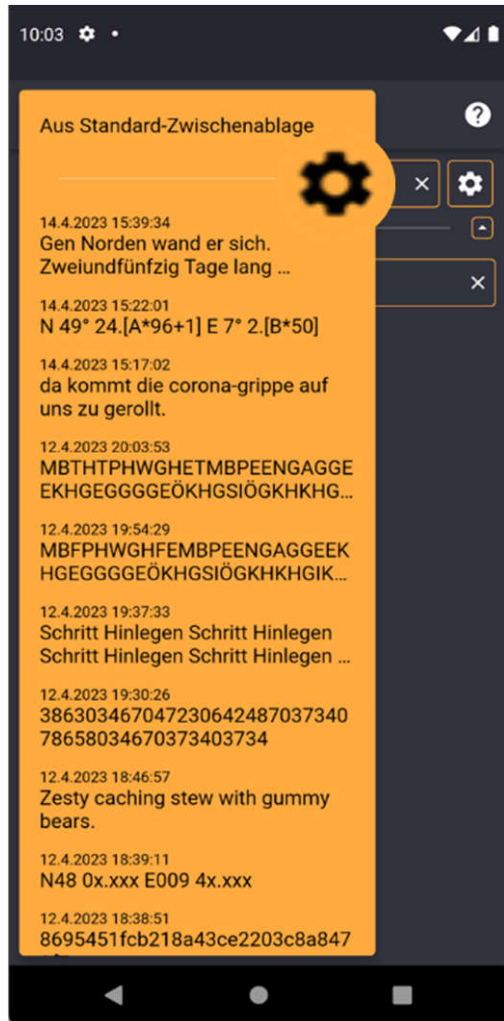 10:03
Aus Standard-Zwischenablage
14.4.2023 15:39:34
Gen Norden wand er sich.
Zweiundfünfzig Tage lang ...
14.4.2023 15:22:01
N 49° 24.[A*96+1] E 7° 2.[B*50]
14.4.2023 15:17:02
da kommt die corona-grippe auf
uns zu gerollt.
12.4.2023 20:03:53
MBTHTPHWGHETMBPEENGAGGE
EKHGEGGGGEÖKHGSIÖGKHKHG...
12.4.2023 19:54:29
MBFPHWGHFEMBPEENGAGGEEK
HGEGGGGEÖKHGSIÖGKHKHGIK...
12.4.2023 19:37:33
Schritt Hinlegen Schritt Hinlegen
Schritt Hinlegen Schritt Hinlegen ...
12.4.2023 19:30:26
386303467047230642487037340
78658034670373403734
12.4.2023 18:46:57
Zesty caching stew with gummy
bears.
12.4.2023 18:39:11
N48 0x.xxx E009 4x.xxx
12.4.2023 18:38:51
8695451fcb218a43ce2203c8a847